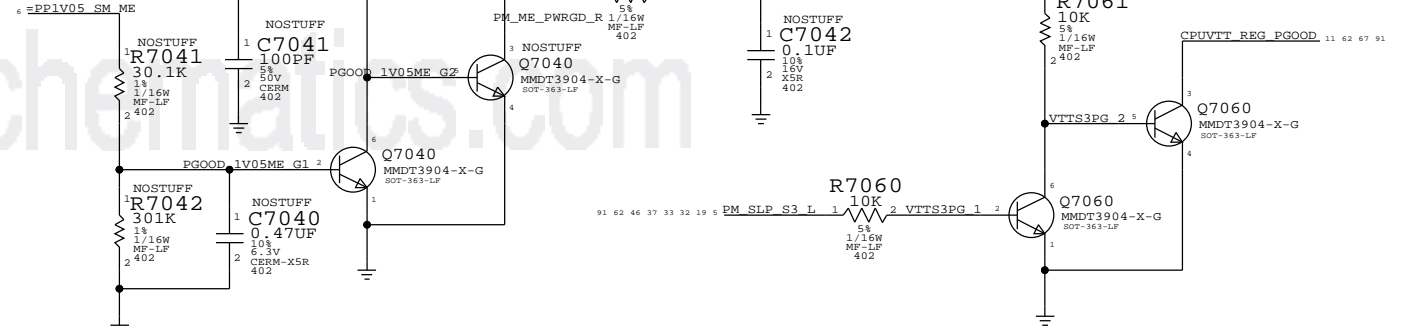 6 =PP1V05_SM_ME
NOSTUFF
1 R7041
30.1K
1%
1/16W
MF-LF
2 402
NOSTUFF
1 C7041
100PF
5%
50V
2 CERM
402
PM_ME_PWRGD_R
5%
1/16W
MF-LF
402
PGOOD_1V05ME_G2 5
3 NOSTUFF
Q7040
MMDT3904-X-G
SOT-363-LF
4
PGOOD_1V05ME_G1 2
6
Q7040
MMDT3904-X-G
SOT-363-LF
1
NOSTUFF
1 R7042
301K
1%
1/16W
MF-LF
2 402
NOSTUFF
1 C7040
0.47UF
10%
6.3V
2 CERM-X5R
402
NOSTUFF
1 C7042
0.1UF
10%
16V
2 X5R
402
R7061
10K
5%
1/16W
MF-LF
2 402
CPUVTT_REG_PGOOD 11 62 67 91
VTTS3PG_2 5
3
Q7060
MMDT3904-X-G
SOT-363-LF
4
91 62 46 37 33 32 19 5 PM_SLP_S3_L
R7060
1 10K 2
5%
1/16W
MF-LF
402
VTTS3PG_1 2
6
Q7060
MMDT3904-X-G
SOT-363-LF
1
chematics.com